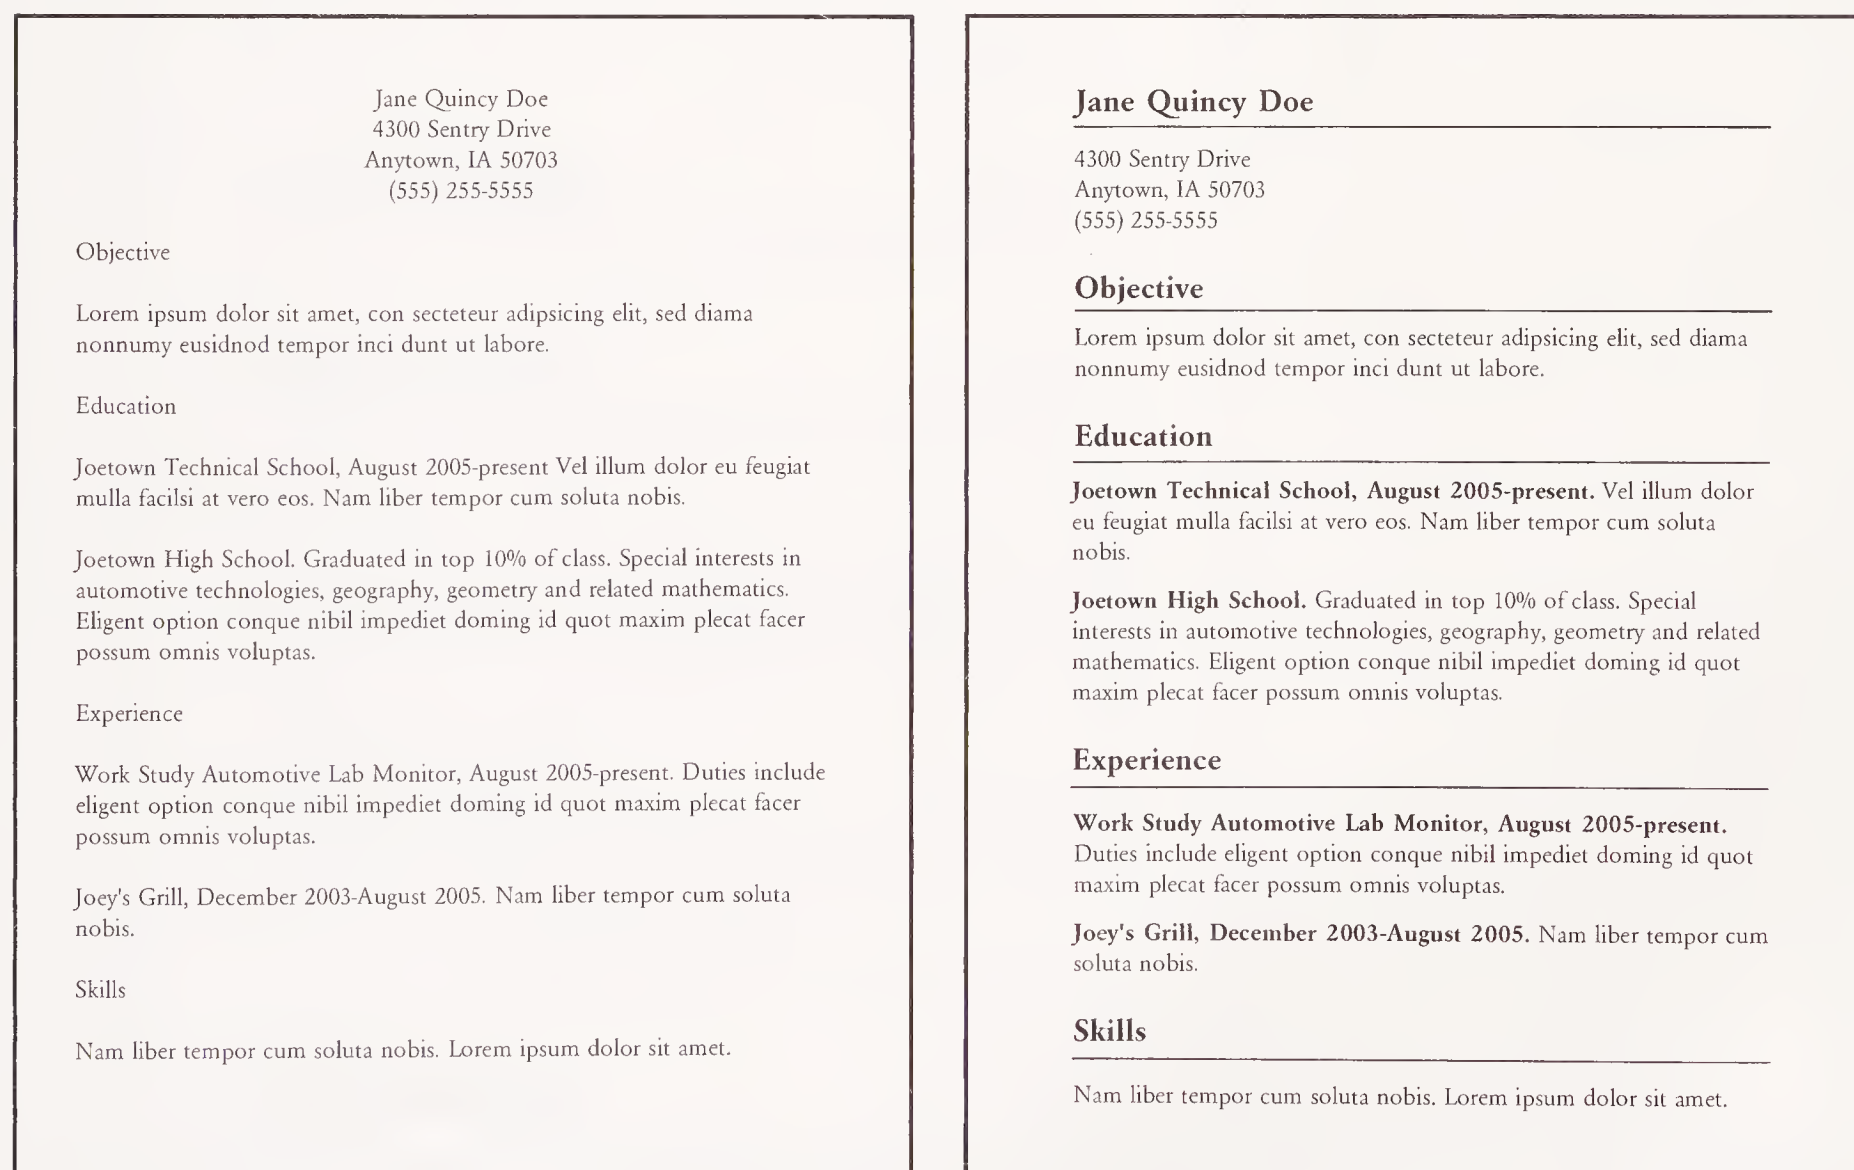 Jane Quincy Doe
4300 Sentry Drive
Anytown, IA 50703
(555) 255-5555
Objective
Lorem ipsum dolor sit amet, con secteteur adipsicing elit, sed diama
nonnumy eusidnod tempor inci dunt ut labore.
Education
Joetown Technical School, August 2005-present Vel illum dolor eu feugiat
mulla facilsi at vero eos. Nam liber tempor cum soluta nobis.
Joetown High School. Graduated in top 10% of class. Special interests in
automotive technologies, geography, geometry and related mathematics.
Eligent option conque nibil impediet doming id quot maxim plecat facer
possum omnis voluptas.
Experience
Work Study Automotive Lab Monitor, August 2005-present. Duties include
eligent option conque nibil impediet doming id quot maxim plecat facer
possum omnis voluptas.
Joey's Grill, December 2003-August 2005. Nam liber tempor cum soluta
nobis.
Skills
Nam liber tempor cum soluta nobis. Lorem ipsum dolor sit amet.
Jane Quincy Doe
4300 Sentry Drive
Anytown, IA 50703
(555) 255-5555
Objective
Lorem ipsum dolor sit amet, con secteteur adipsicing elit, sed diama
nonnumy eusidnod tempor inci dunt ut labore.
Education
Joetown Technical School, August 2005-present. Vel illum dolor
eu feugiat mulla facilsi at vero eos. Nam liber tempor cum soluta
nobis.
Joetown High School. Graduated in top 10% of class. Special
interests in automotive technologies, geography, geometry and related
mathematics. Eligent option conque nibil impediet doming id quot
maxim plecat facer possum omnis voluptas.
Experience
Work Study Automotive Lab Monitor, August 2005-present.
Duties include eligent option conque nibil impediet doming id quot
maxim plecat facer possum omnis voluptas.
Joey's Grill, December 2003-August 2005. Nam liber tempor cum
soluta nobis.
Skills
Nam liber tempor cum soluta nobis. Lorem ipsum dolor sit amet.